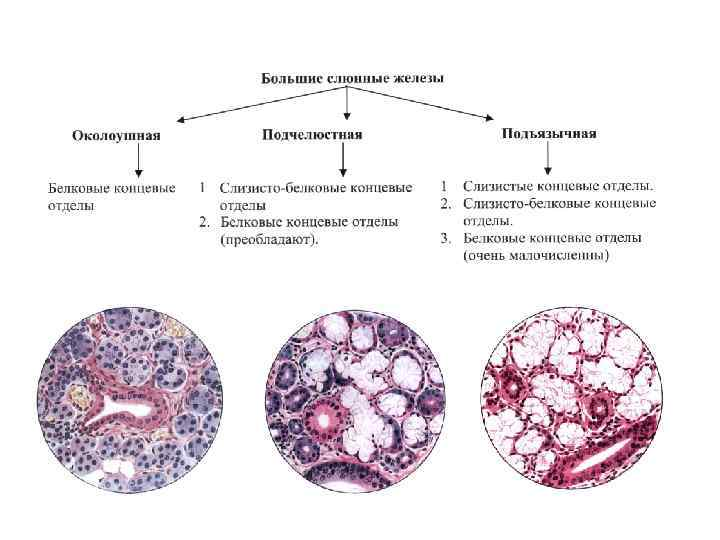 Большие слюнные железы
Околоушная
Подчелюстная
Подъязычная
Белковые концевые
отделы
1 Слизисто-белковые концевые
отделы
2. Белковые концевые отделы
(преобладают).
1 Слизистые концевые отделы.
2. Слизисто-белковые концевые
отделы.
3. Белковые концевые отделы
(очень малочисленны)